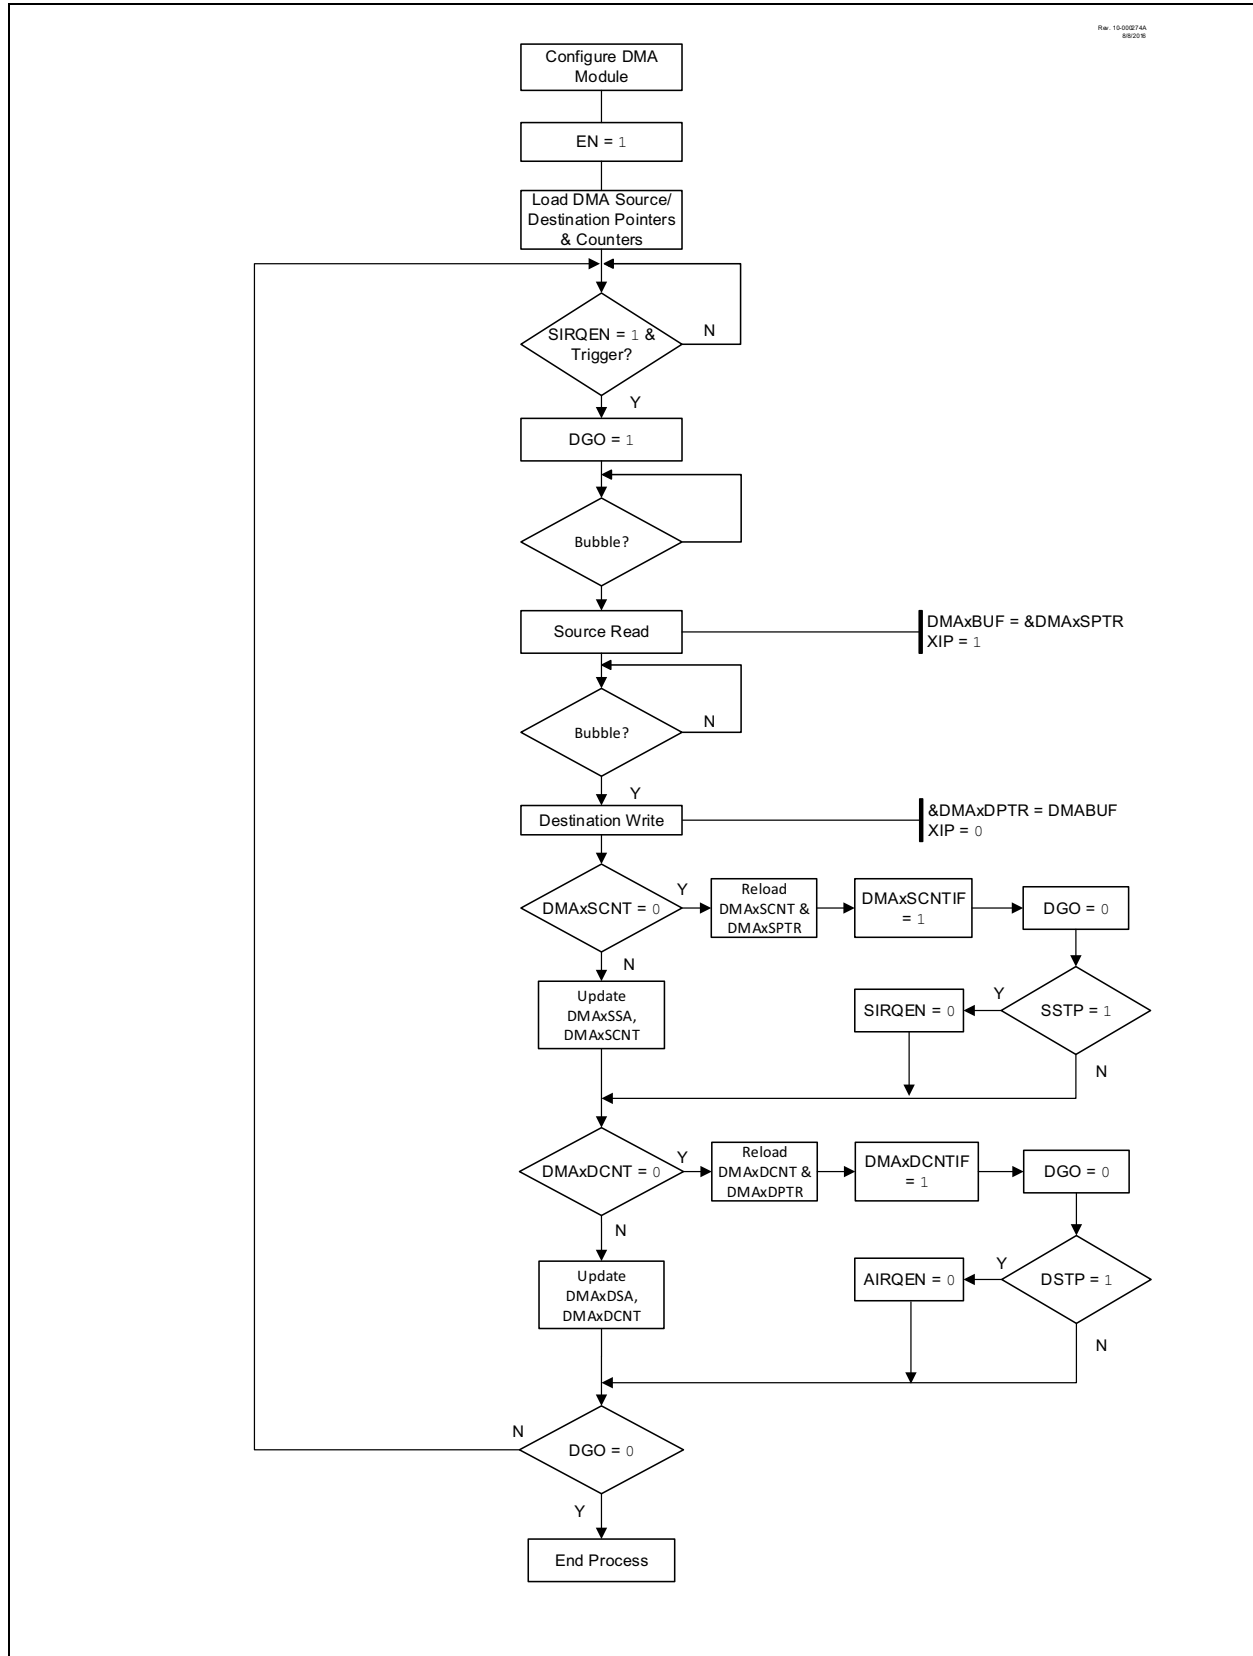 Rev. 10-000274A
8/8/2016
Configure DMA
Module
EN = 1
Load DMA Source/
Destination Pointers
& Counters
SIRQEN = 1 &
Trigger?
N
Y
DGO = 1
Bubble?
Source Read
DMAxBUF = &DMAxSPTR
XIP = 1
Bubble?
N
Y
Destination Write
&DMAxDPTR = DMABUF
XIP = 0
DMAxSCNT = 0
Y
Reload
DMAxSCNT &
DMAxSPTR
DMAxSCNTIF
= 1
DGO = 0
N
Update
DMAxSSA,
DMAxSCNT
SIRQEN = 0
Y
SSTP = 1
N
DMAxDCNT = 0
Y
Reload
DMAxDCNT &
DMAxDPTR
DMAxDCNTIF
= 1
DGO = 0
N
Update
DMAxDSA,
DMAxDCNT
AIRQEN = 0
Y
DSTP = 1
N
N
DGO = 0
Y
End Process